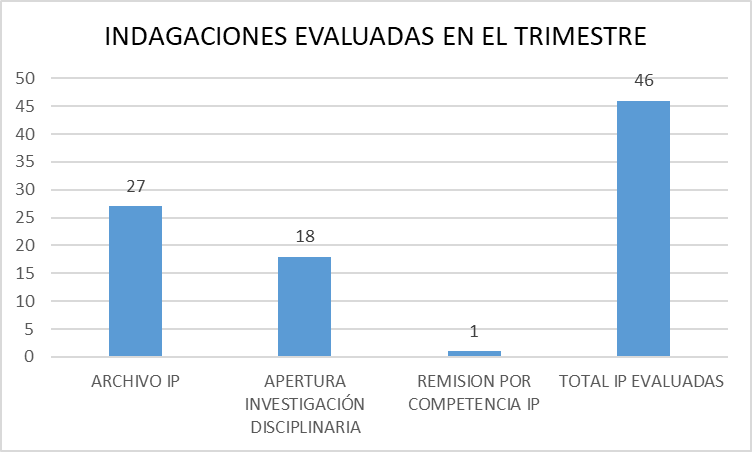 INDAGACIONES EVALUADAS EN EL TRIMESTRE
50
45
40
35
30
25
20
15
10
5
0
27
18
1
46
ARCHIVO IP
APERTURA
INVESTIGACIÓN
DISCIPLINARIA
REMISION POR
COMPETENCIA IP
TOTAL IP EVALUADAS